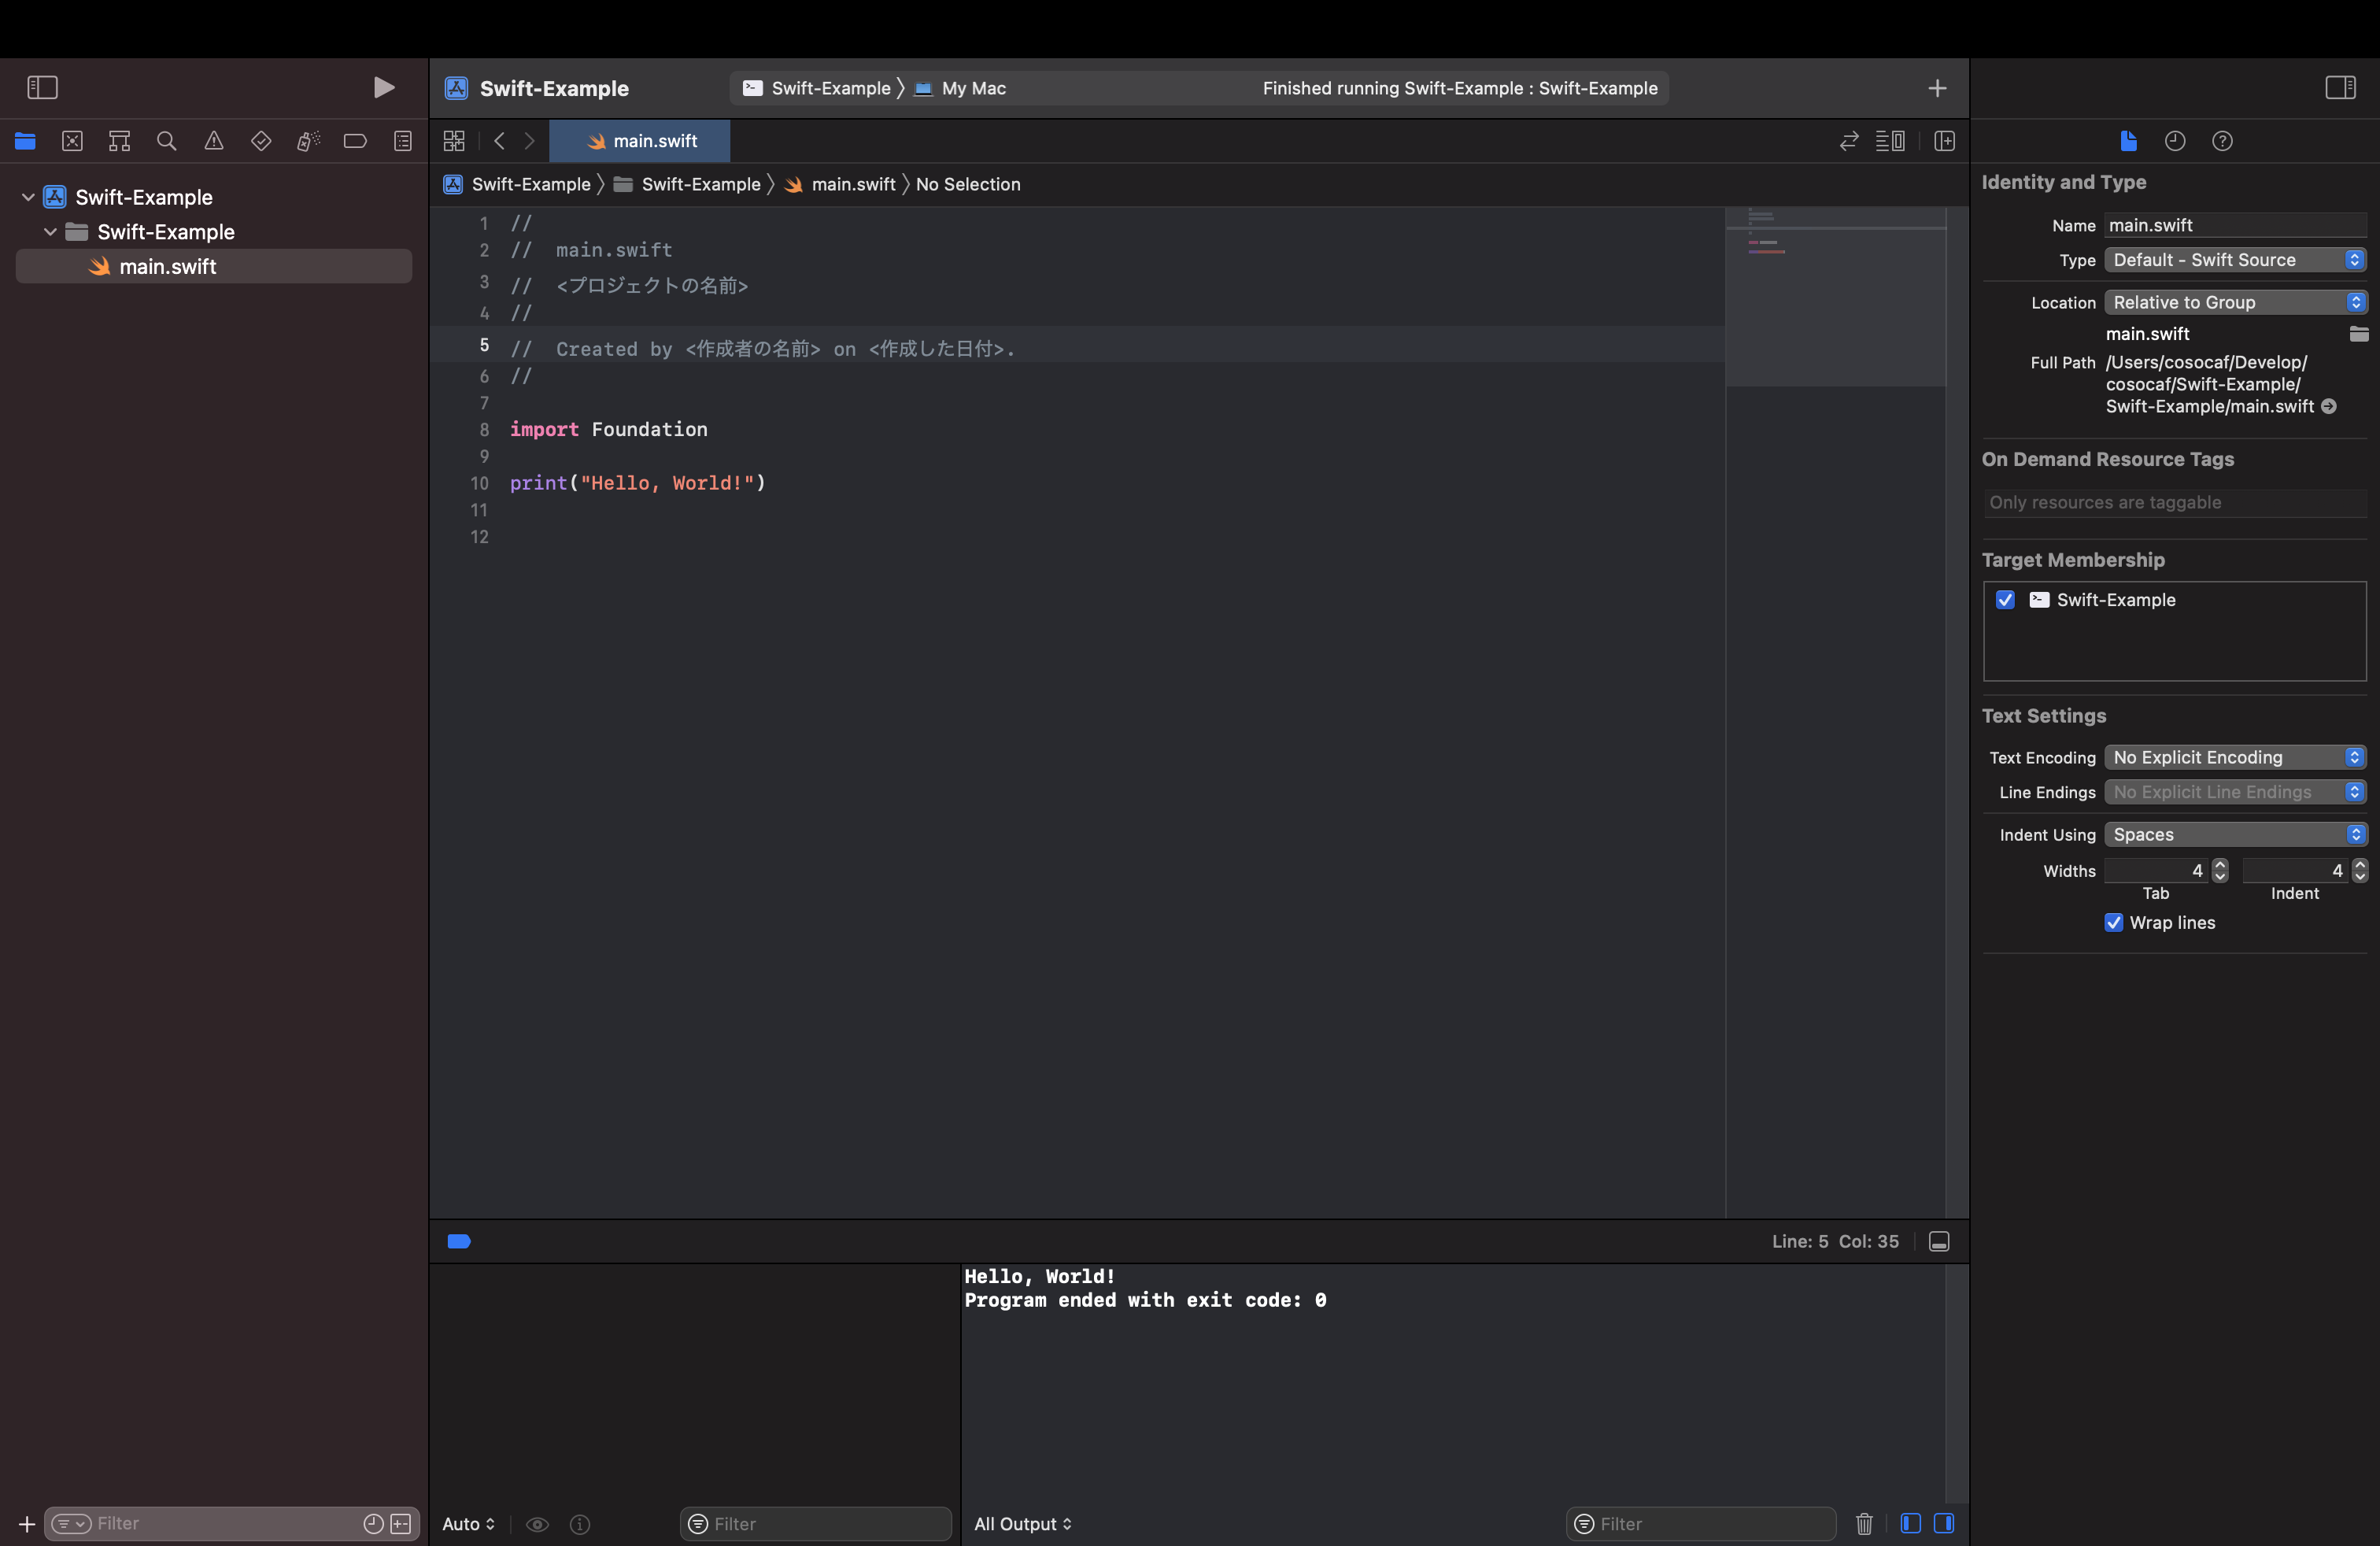 Swift-Example
Swift-Example
main.swift
Filter
Swift-Example
Swift-Example 〉 My Mac
Finished running Swift-Example : Swift-Example
main.swift
Swift-Example 〉 Swift-Example 〉 main.swift 〉 No Selection
1 //
2 //  main.swift
3 //  <プロジェクトの名前>
4 //
5 //  Created by <作成者の名前> on <作成した日付>.
6 //
7
8 import Foundation
9
10 print("Hello, World!")
11
12
Line: 5 Col: 35
Auto
Filter
Hello, World!
Program ended with exit code: 0
All Output
Filter
Identity and Type
Name main.swift
Type Default - Swift Source
Location Relative to Group
main.swift
Full Path /Users/cosocaf/Develop/
cosocaf/Swift-Example/
Swift-Example/main.swift
On Demand Resource Tags
Only resources are taggable
Target Membership
Swift-Example
Text Settings
Text Encoding No Explicit Encoding
Line Endings No Explicit Line Endings
Indent Using Spaces
Widths 4 4
Tab Indent
Wrap lines